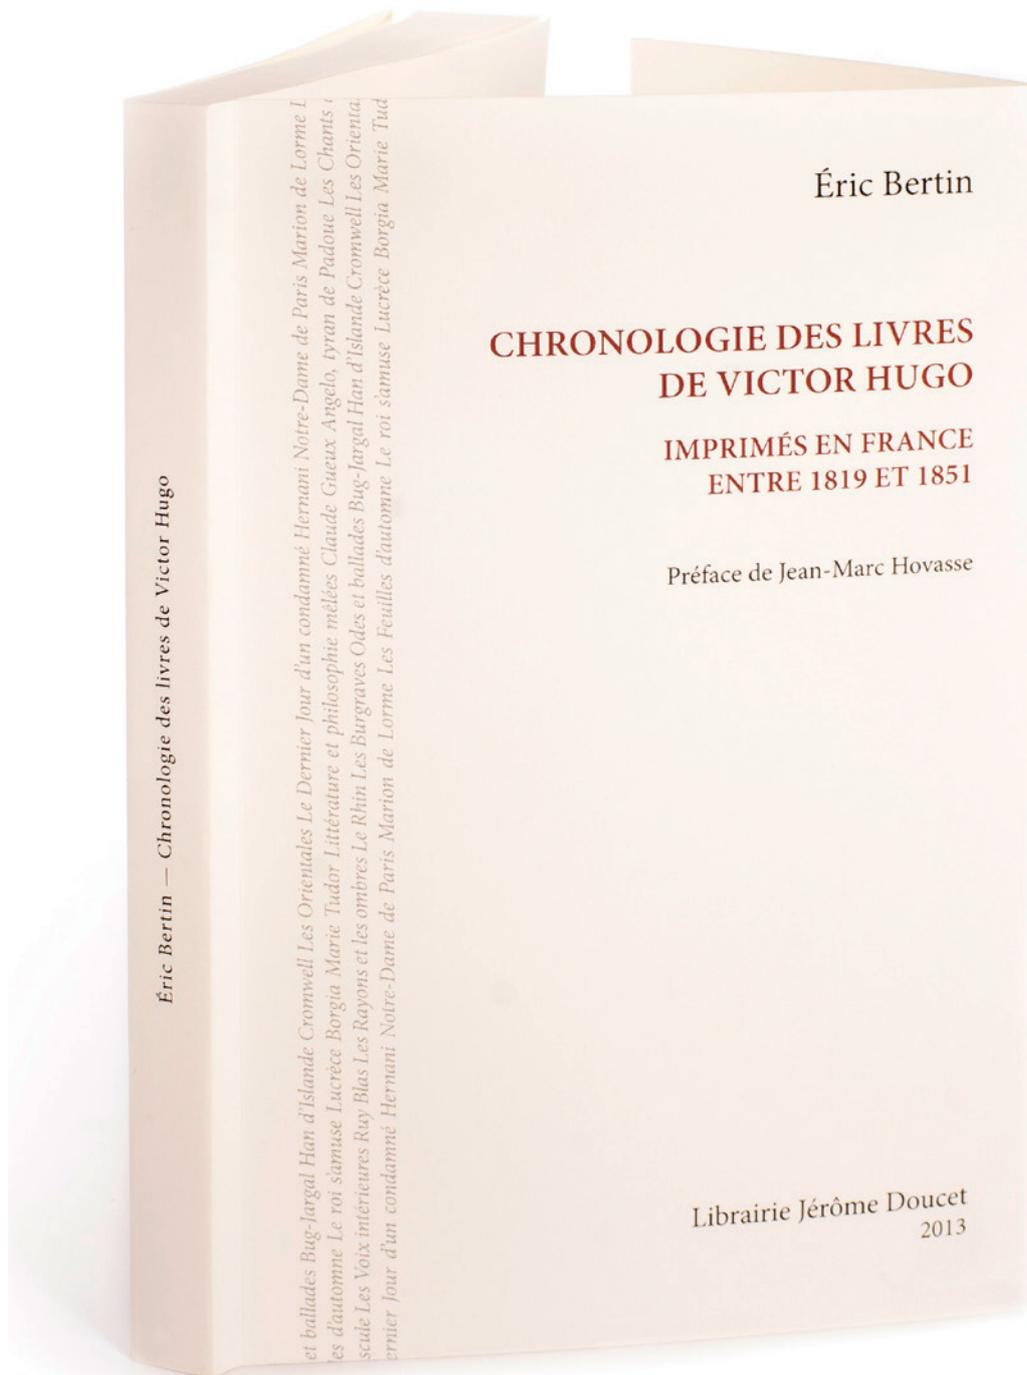 Éric Bertin
CHRONOLOGIE DES LIVRES
DE VICTOR HUGO
IMPRIMÉS EN FRANCE
ENTRE 1819 ET 1851
Préface de Jean-Marc Hovasse
Librairie Jérôme Doucet
2013
Éric Bertin — Chronologie des livres de Victor Hugo
et ballades Bug-Jargal Han d'Islande Cromwell Les Orientales Le Dernier Jour d'un condamné Hernani Notre-Dame de Paris Marion de Lorme
les d'automne Le roi s'amuse Lucrèce Borgia Marie Tudor Littérature et philosophie mêlées Claude Gueux Angelo, tyran de Padoue Les Chants
scule Les Voix intérieures Ruy Blas Les Rayons et les ombres Le Rhin Les Burgraves Odes et ballades Bug-Jargal Han d'Islande Cromwell Les Orienta
ernier Jour d'un condamné Hernani Notre-Dame de Paris Marion de Lorme Les Feuilles d'automne Le roi s'amuse Lucrèce Borgia Marie Tud